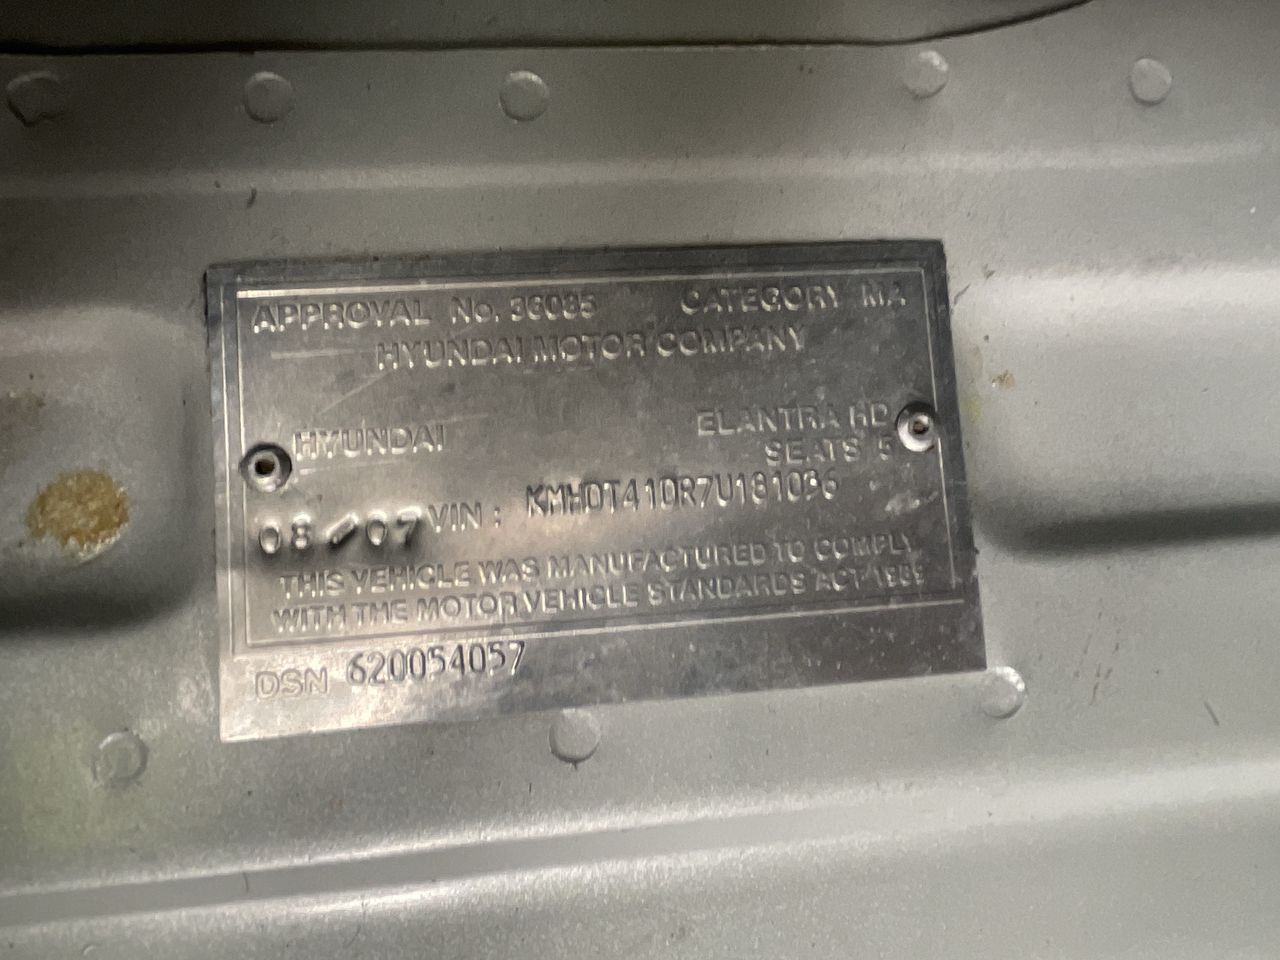 APPROVAL No. 36085 CATEGORY MA
HYUNDAI MOTOR COMPANY
HYUNDAI ELANTRA HD
SEATS 5
08/07 VIN: KMHDT41DR7U181096
THIS VEHICLE WAS MANUFACTURED TO COMPLY
WITH THE MOTOR VEHICLE STANDARDS ACT 1989
DSN 620054057